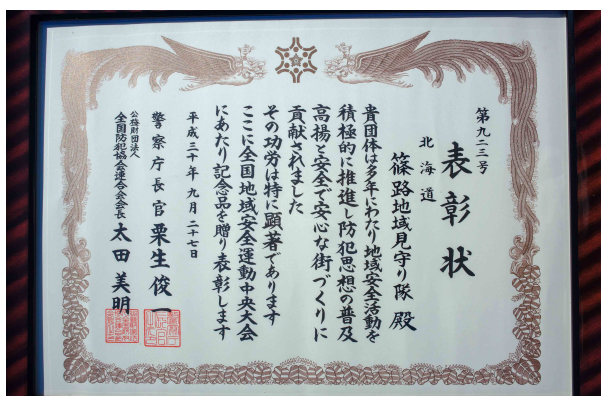 第九二三号
表彰状
北海道
篠路地域見守り隊 殿
貴団体は多年にわたり地域安全活動を
積極的に推進し防犯思想の普及
高揚と安全で安心な街づくりに
貢献されました
その功労は特に顕著であります
ここに全国地域安全運動中央大会
にあたり記念品を贈り表彰します
平成三十年九月二十七日
警察庁長官 栗生俊一
公益財団法人
全国防犯協会連合会会長 太田美明